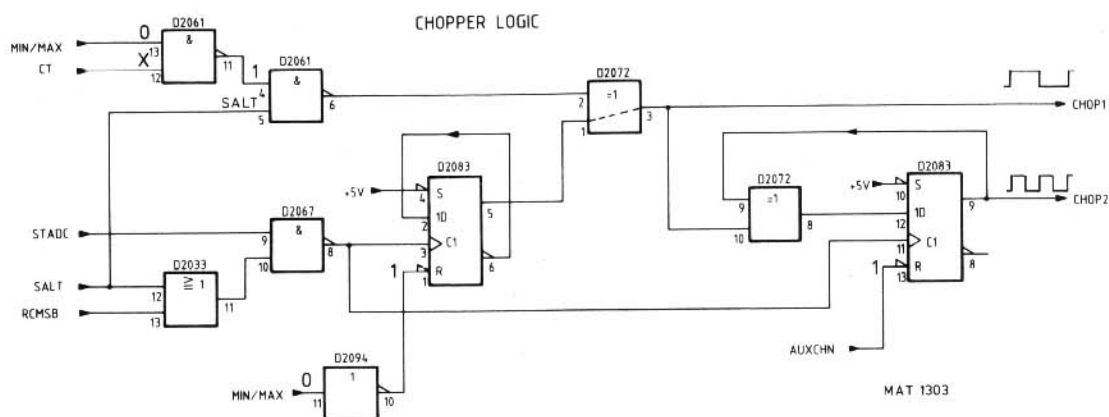 CHOPPER LOGIC
D2061
MIN/MAX
0
13
&
CT
X
12
11
1
D2061
4
&
SALT
5
6
D2072
2
=1
1
3
CHOP1
D2083
+5V
4
S
1D
2
5
3
C1
6
1
R
1
D2067
STADC
9
&
10
8
D2033
SALT
12
≥ 1
RCMSB
13
11
D2094
MIN/MAX
0
11
1
10
D2072
9
=1
10
8
D2083
+5V
10
S
9
1D
12
11
C1
8
1
R
13
CHOP2
AUXCHN
MAT 1303